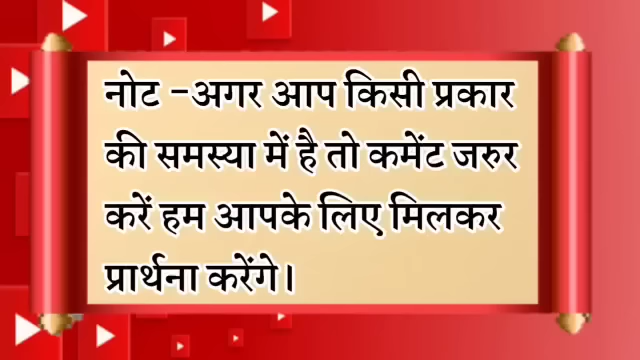 नोट -अगर आप किसी प्रकार
की समस्या में है तो कमेंट जरुर
करें हम आपके लिए मिलकर
प्रार्थना करेंगे।